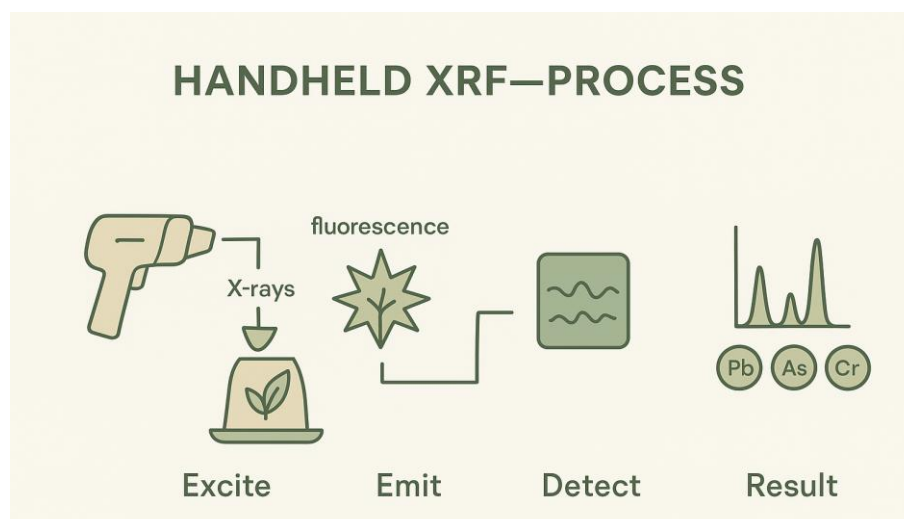 HANDHELD XRF—PROCESS
fluorescence
X-rays
Pb As Cr
Excite Emit Detect Result